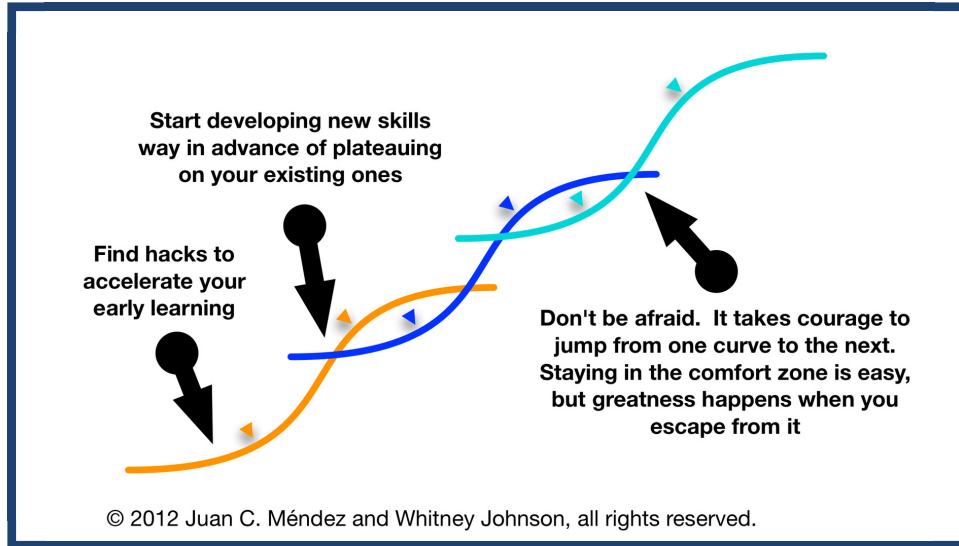 Start developing new skills
way in advance of plateauing
on your existing ones
Find hacks to
accelerate your
early learning
Don't be afraid.  It takes courage to
jump from one curve to the next.
Staying in the comfort zone is easy,
but greatness happens when you
escape from it
© 2012 Juan C. Méndez and Whitney Johnson, all rights reserved.